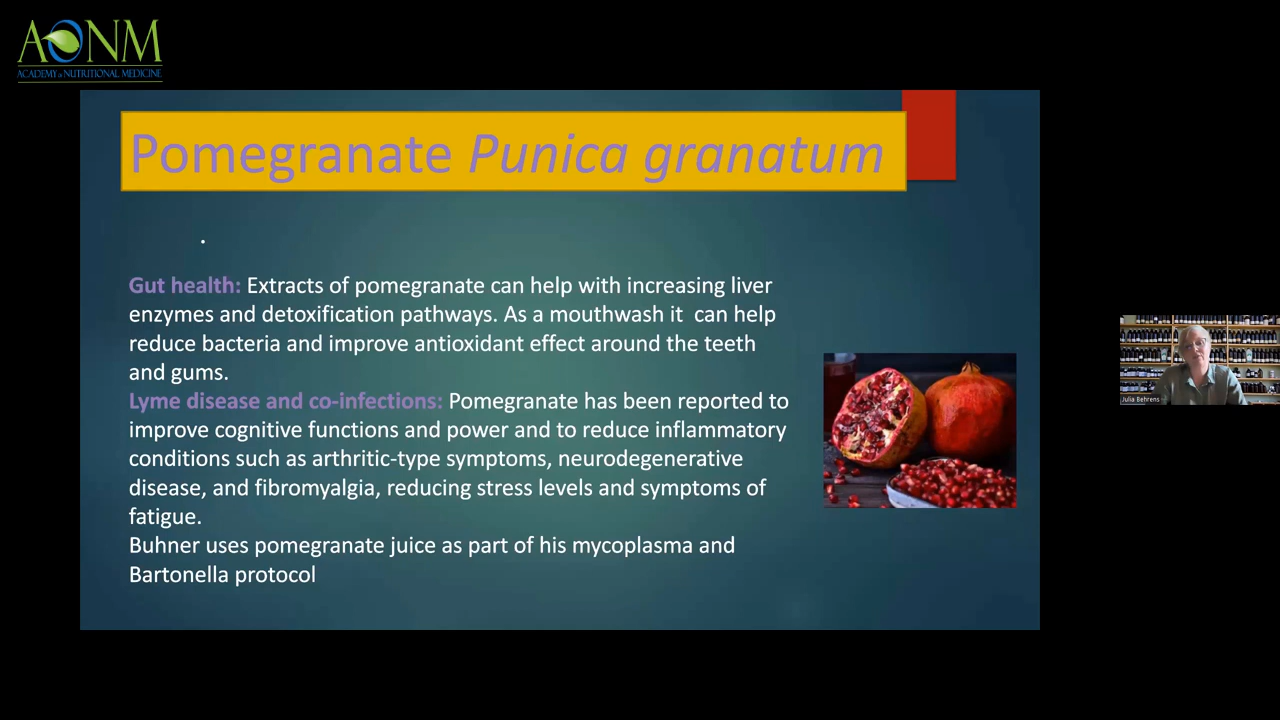 AONM
ACADEMY of NUTRITIONAL MEDICINE
Pomegranate Punica granatum
.
Gut health: Extracts of pomegranate can help with increasing liver
enzymes and detoxification pathways. As a mouthwash it  can help
reduce bacteria and improve antioxidant effect around the teeth
and gums.
Lyme disease and co-infections: Pomegranate has been reported to
improve cognitive functions and power and to reduce inflammatory
conditions such as arthritic-type symptoms, neurodegenerative
disease, and fibromyalgia, reducing stress levels and symptoms of
fatigue.
Buhner uses pomegranate juice as part of his mycoplasma and
Bartonella protocol
Julia Behrens